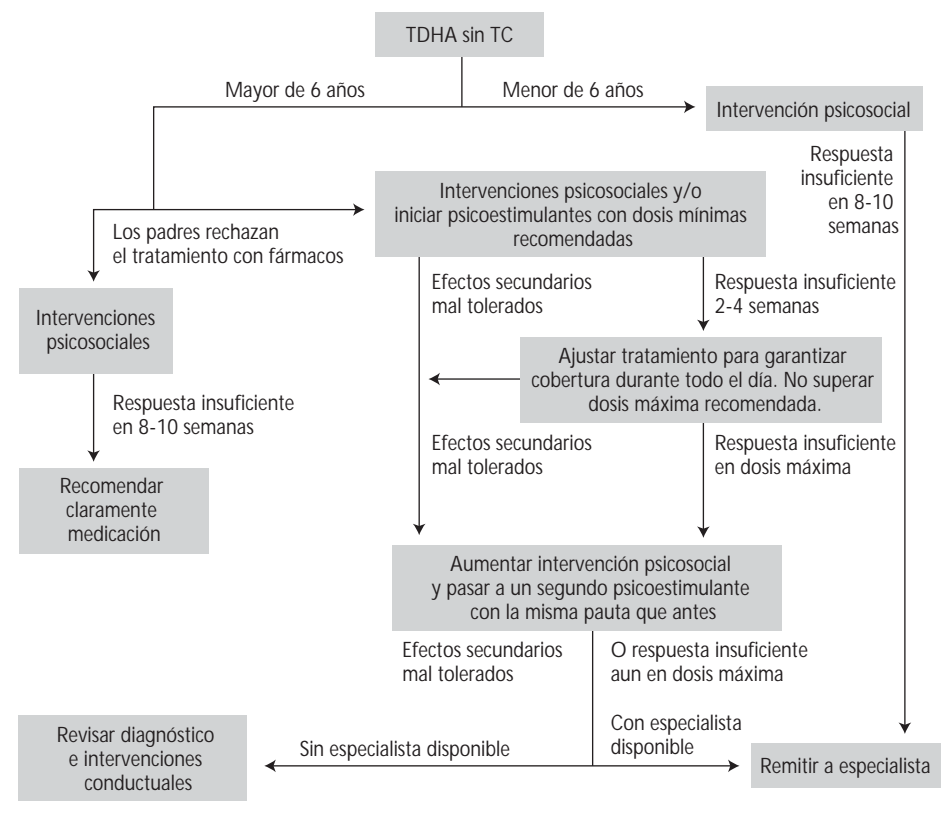 TDHA sin TC
Mayor de 6 años
Menor de 6 años
Intervención psicosocial
Respuesta
insuficiente
en 8-10
semanas
Intervenciones psicosociales y/o
iniciar psicoestimulantes con dosis mínimas
recomendadas
Los padres rechazan
el tratamiento con fármacos
Efectos secundarios
mal tolerados
Respuesta insuficiente
2-4 semanas
Intervenciones
psicosociales
Ajustar tratamiento para garantizar
cobertura durante todo el día. No superar
dosis máxima recomendada.
Respuesta insuficiente
en 8-10 semanas
Efectos secundarios
mal tolerados
Respuesta insuficiente
en dosis máxima
Recomendar
claramente
medicación
Aumentar intervención psicosocial
y pasar a un segundo psicoestimulante
con la misma pauta que antes
Efectos secundarios
mal tolerados
O respuesta insuficiente
aun en dosis máxima
Revisar diagnóstico
e intervenciones
conductuales
Sin especialista disponible
Con especialista
disponible
Remitir a especialista